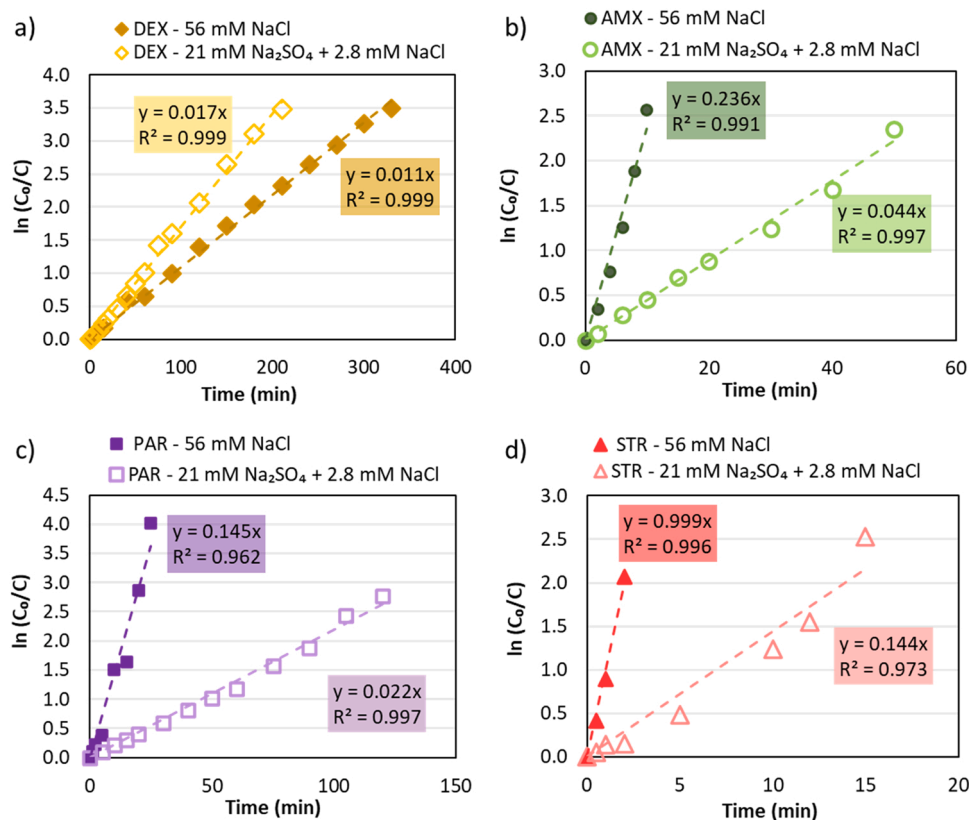 a)
DEX - 56 mM NaCl
DEX - 21 mM Na₂SO₄ + 2.8 mM NaCl
ln (C₀/C)
4.0
3.5
3.0
2.5
2.0
1.5
1.0
0.5
0.0
y = 0.017x
R² = 0.999
y = 0.011x
R² = 0.999
0 100 200 300 400
Time (min)
b)
AMX - 56 mM NaCl
AMX - 21 mM Na₂SO₄ + 2.8 mM NaCl
ln (C₀/C)
3.0
2.5
2.0
1.5
1.0
0.5
0.0
y = 0.236x
R² = 0.991
y = 0.044x
R² = 0.997
0 20 40 60
Time (min)
c)
PAR - 56 mM NaCl
PAR - 21 mM Na₂SO₄ + 2.8 mM NaCl
ln (C₀/C)
4.5
4.0
3.5
3.0
2.5
2.0
1.5
1.0
0.5
0.0
y = 0.145x
R² = 0.962
y = 0.022x
R² = 0.997
0 50 100 150
Time (min)
d)
STR - 56 mM NaCl
STR - 21 mM Na₂SO₄ + 2.8 mM NaCl
ln (C₀/C)
3.0
2.5
2.0
1.5
1.0
0.5
0.0
y = 0.999x
R² = 0.996
y = 0.144x
R² = 0.973
0 5 10 15 20
Time (min)